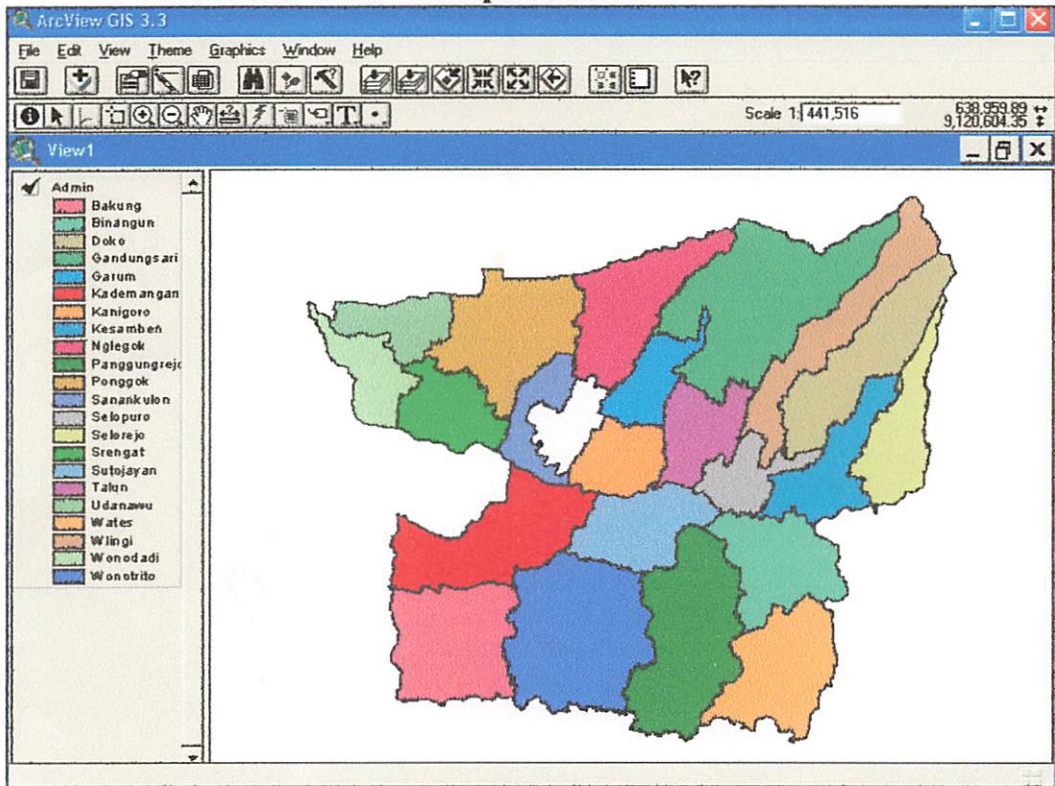 ArcView GIS 3.3
File Edit View Theme Graphics Window Help
Scale 1: 441,516
638,959.89
9,120,604.35
View1
Admin
Bakung
Binangun
Doko
Gandungsari
Garum
Kademangan
Kanigoro
Kesamben
Nglegok
Panggungrejo
Ponggok
Sanankulon
Selopuro
Selorejo
Srengat
Sutojayan
Talun
Udanawu
Wates
Wlingi
Wonodadi
Wonotrito